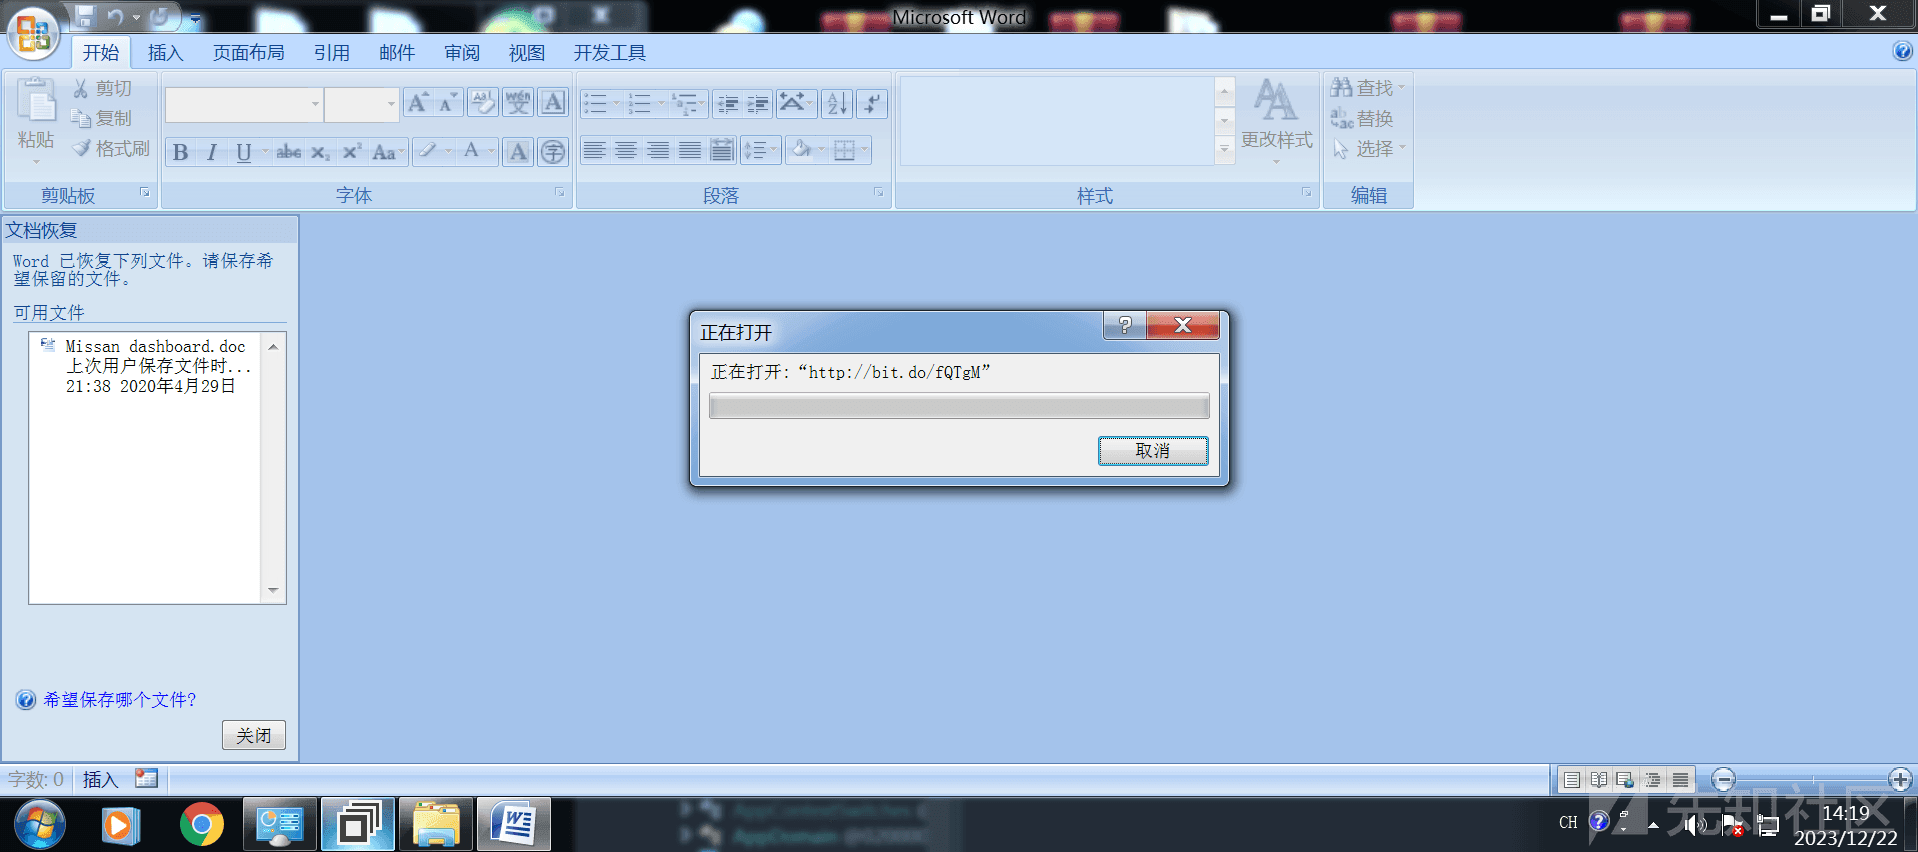 Microsoft Word
开始 插入 页面布局 引用 邮件 审阅 视图 开发工具
粘贴
剪切
复制
格式刷
剪贴板
字体
段落
更改样式
样式
查找
替换
选择
编辑
文档恢复
Word 已恢复下列文件。请保存希
望保留的文件。
可用文件
Missan dashboard.doc
上次用户保存文件时...
21:38 2020年4月29日
希望保存哪个文件?
关闭
正在打开
正在打开:“http://bit.do/fQTgM”
取消
字数: 0 插入
CH
14:19
2023/12/22
先知社区